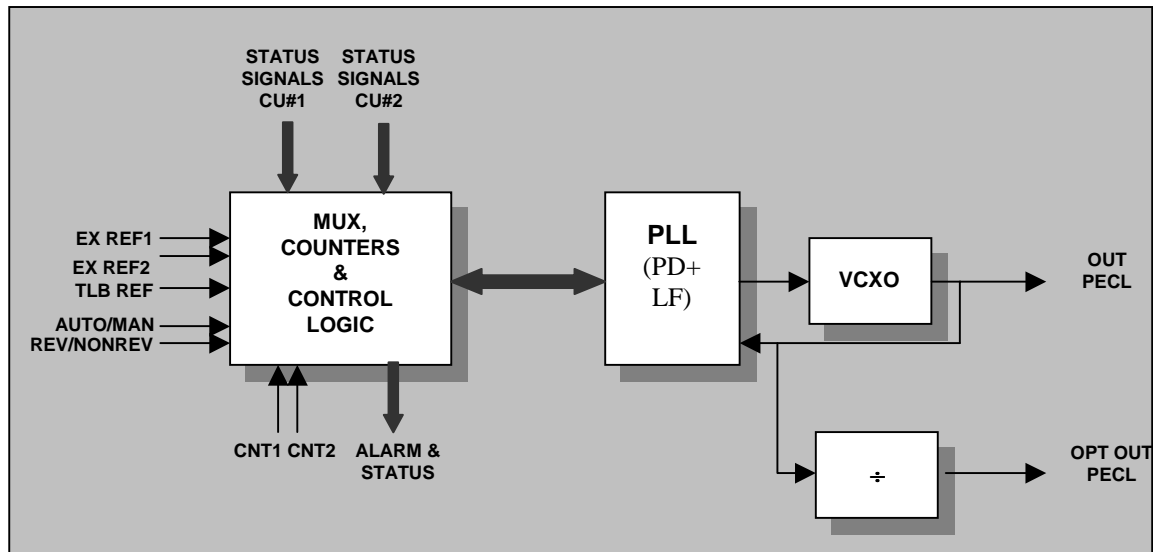 STATUS
SIGNALS
CU#1
STATUS
SIGNALS
CU#2
EX REF1
EX REF2
TLB REF
AUTO/MAN
REV/NONREV
MUX,
COUNTERS
&
CONTROL
LOGIC
CNT1 CNT2
ALARM &
STATUS
PLL
(PD+
LF)
VCXO
OUT
PECL
÷
OPT OUT
PECL